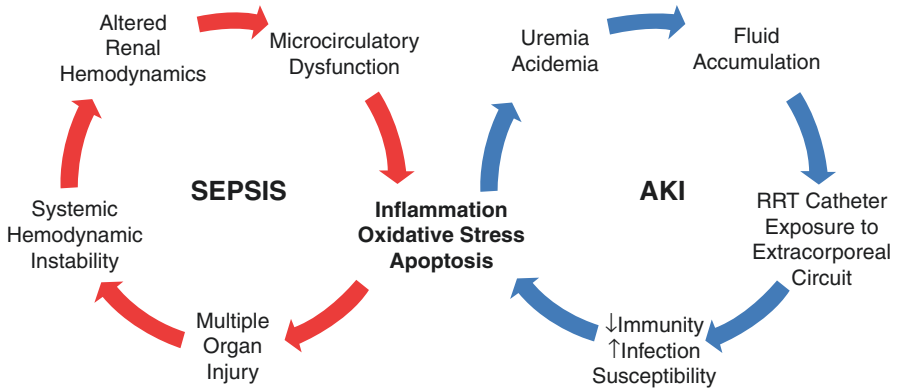 Altered
Renal
Hemodynamics
Microcirculatory
Dysfunction
SEPSIS
Systemic
Hemodynamic
Instability
Multiple
Organ
Injury
Inflammation
Oxidative Stress
Apoptosis
Uremia
Acidemia
Fluid
Accumulation
AKI
RRT Catheter
Exposure to
Extracorporeal
Circuit
↓Immunity
↑Infection
Susceptibility